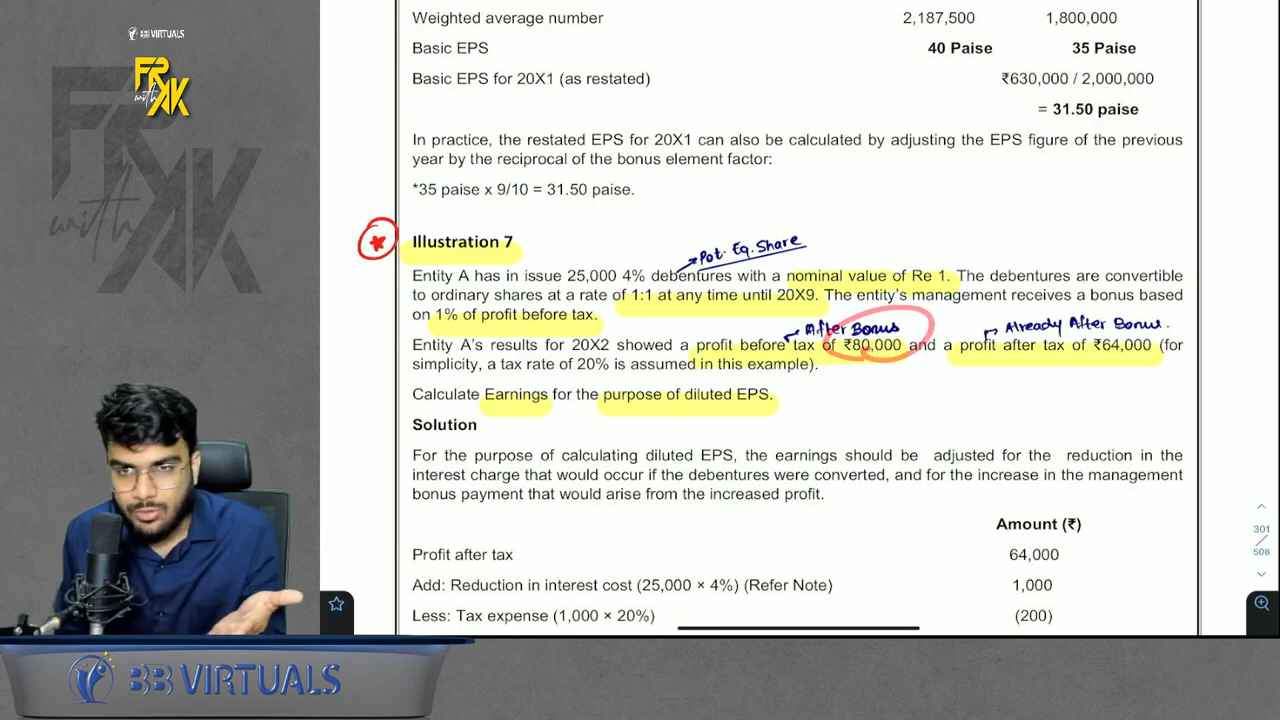 BB VIRTUALS
FR
with
AK
FR
with
AK
Weighted average number 2,187,500 1,800,000
Basic EPS 40 Paise 35 Paise
Basic EPS for 20X1 (as restated) ₹630,000 / 2,000,000
= 31.50 paise
In practice, the restated EPS for 20X1 can also be calculated by adjusting the EPS figure of the previous
year by the reciprocal of the bonus element factor:
*35 paise x 9/10 = 31.50 paise.
Illustration 7
Pot. Eq. Share
Entity A has in issue 25,000 4% debentures with a nominal value of Re 1. The debentures are convertible
to ordinary shares at a rate of 1:1 at any time until 20X9. The entity's management receives a bonus based
on 1% of profit before tax.
After Bonus Already After Bonus.
Entity A's results for 20X2 showed a profit before tax of ₹80,000 and a profit after tax of ₹64,000 (for
simplicity, a tax rate of 20% is assumed in this example).
Calculate Earnings for the purpose of diluted EPS.
Solution
For the purpose of calculating diluted EPS, the earnings should be adjusted for the reduction in the
interest charge that would occur if the debentures were converted, and for the increase in the management
bonus payment that would arise from the increased profit.
Amount (₹)
Profit after tax 64,000
Add: Reduction in interest cost (25,000 × 4%) (Refer Note) 1,000
Less: Tax expense (1,000 × 20%) (200)
301
508
BB VIRTUALS